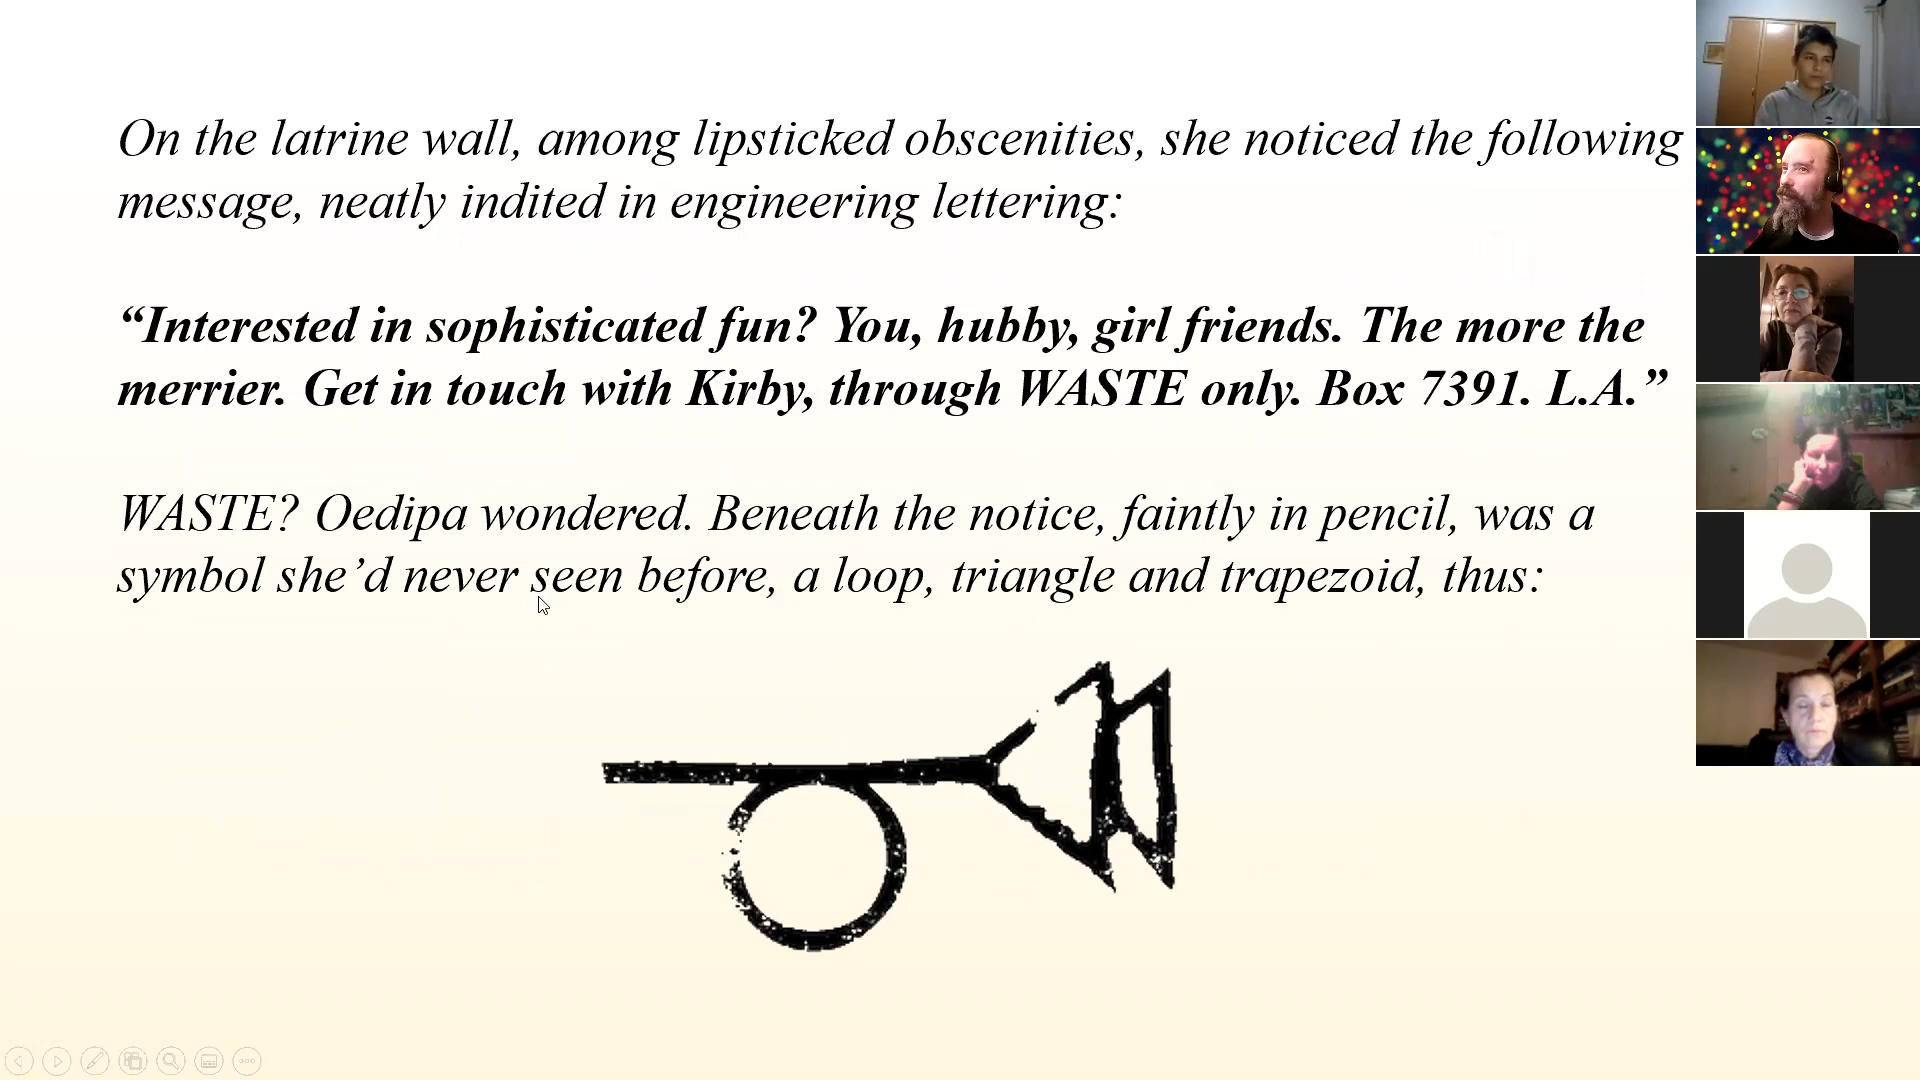 On the latrine wall, among lipsticked obscenities, she noticed the following
message, neatly indited in engineering lettering:
“Interested in sophisticated fun? You, hubby, girl friends. The more the
merrier. Get in touch with Kirby, through WASTE only. Box 7391. L.A.”
WASTE? Oedipa wondered. Beneath the notice, faintly in pencil, was a
symbol she’d never seen before, a loop, triangle and trapezoid, thus: